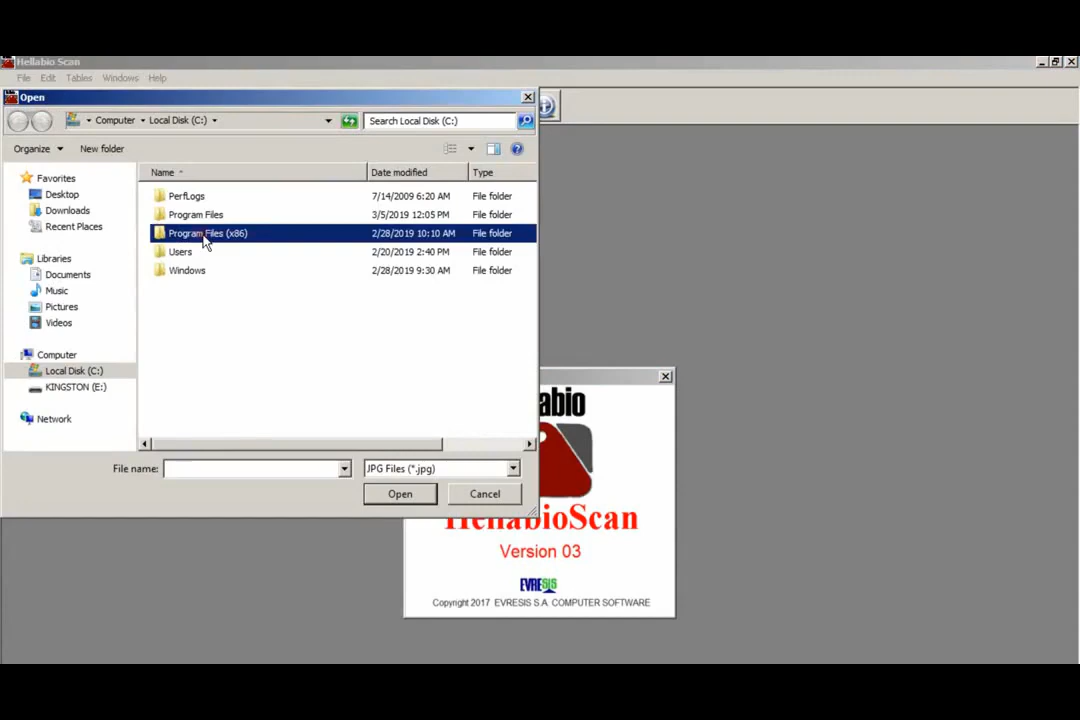 Hellabio Scan
File Edit Tables Windows Help
Open
Computer Local Disk (C:)
Search Local Disk (C:)
Organize New folder
Name Date modified Type
Favorites
Desktop
Downloads
Recent Places
Libraries
Documents
Music
Pictures
Videos
Computer
Local Disk (C:)
KINGSTON (E:)
Network
PerfLogs 7/14/2009 6:20 AM File folder
Program Files 3/5/2019 12:05 PM File folder
Program Files (x86) 2/28/2019 10:10 AM File folder
Users 2/20/2019 2:40 PM File folder
Windows 2/28/2019 9:30 AM File folder
File name: JPG Files (*.jpg)
Open Cancel
abio
HellabioScan
Version 03
EVRESIS
Copyright 2017 EVRESIS S.A. COMPUTER SOFTWARE